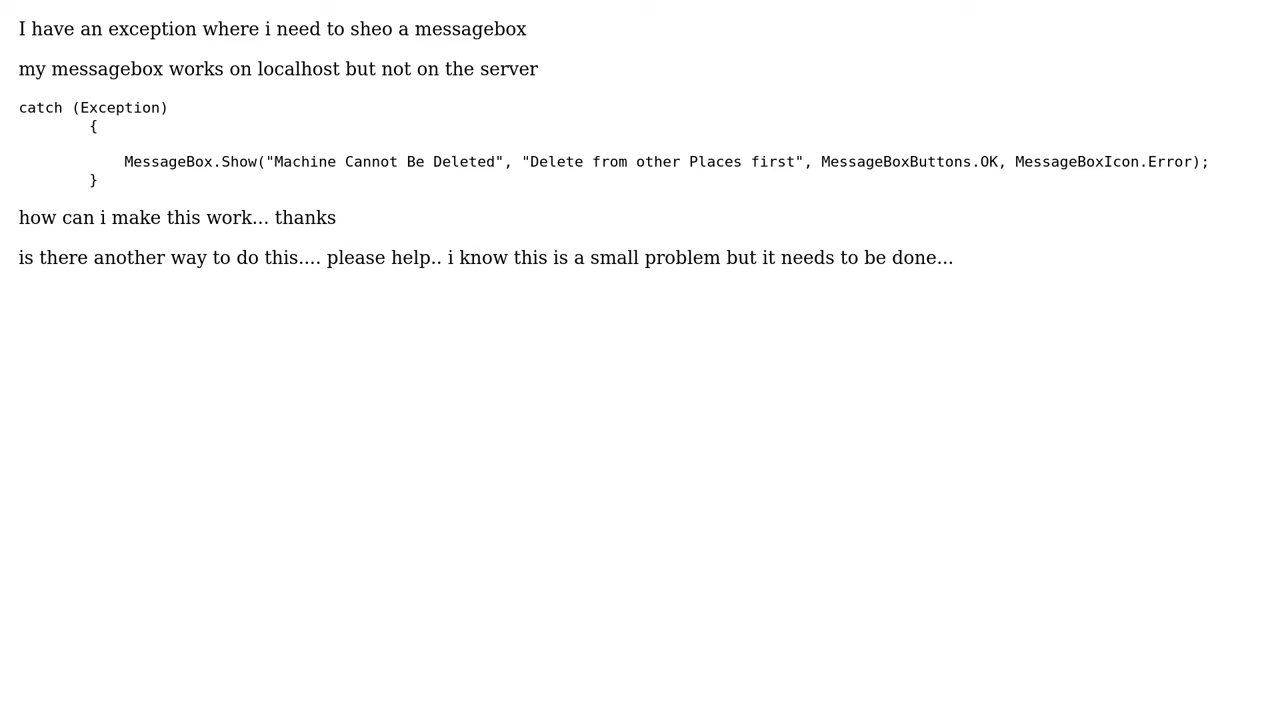 I have an exception where i need to sheo a messagebox
my messagebox works on localhost but not on the server
catch (Exception)
{
MessageBox.Show("Machine Cannot Be Deleted", "Delete from other Places first", MessageBoxButtons.OK, MessageBoxIcon.Error);
}
how can i make this work... thanks
is there another way to do this.... please help.. i know this is a small problem but it needs to be done...